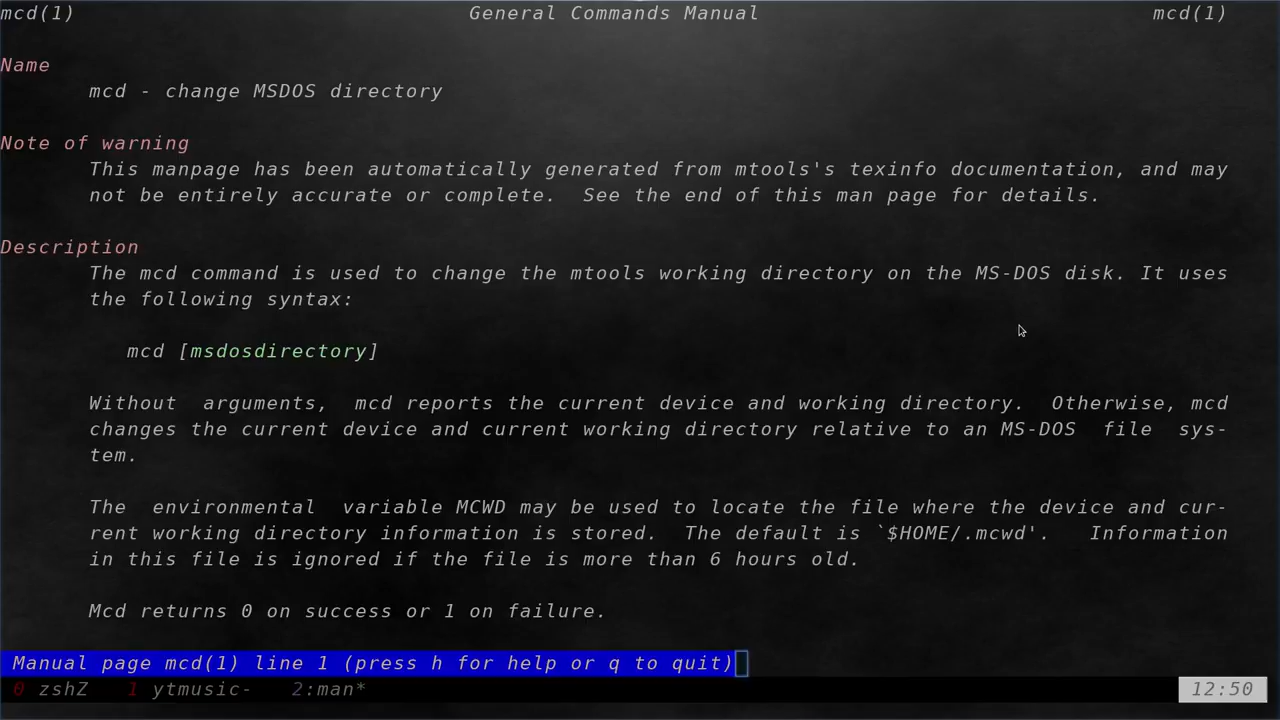 mcd(1) General Commands Manual mcd(1)
Name
mcd - change MSDOS directory
Note of warning
This manpage has been automatically generated from mtools's texinfo documentation, and may
not be entirely accurate or complete.  See the end of this man page for details.
Description
The mcd command is used to change the mtools working directory on the MS-DOS disk. It uses
the following syntax:
mcd [msdosdirectory]
Without  arguments,  mcd reports the current device and working directory.  Otherwise, mcd
changes the current device and current working directory relative to an MS-DOS  file  sys-
tem.
The  environmental  variable MCWD may be used to locate the file where the device and cur-
rent working directory information is stored.  The default is `$HOME/.mcwd'.   Information
in this file is ignored if the file is more than 6 hours old.
Mcd returns 0 on success or 1 on failure.
Manual page mcd(1) line 1 (press h for help or q to quit)
0 zshZ  1 ytmusic-  2:man* 12:50